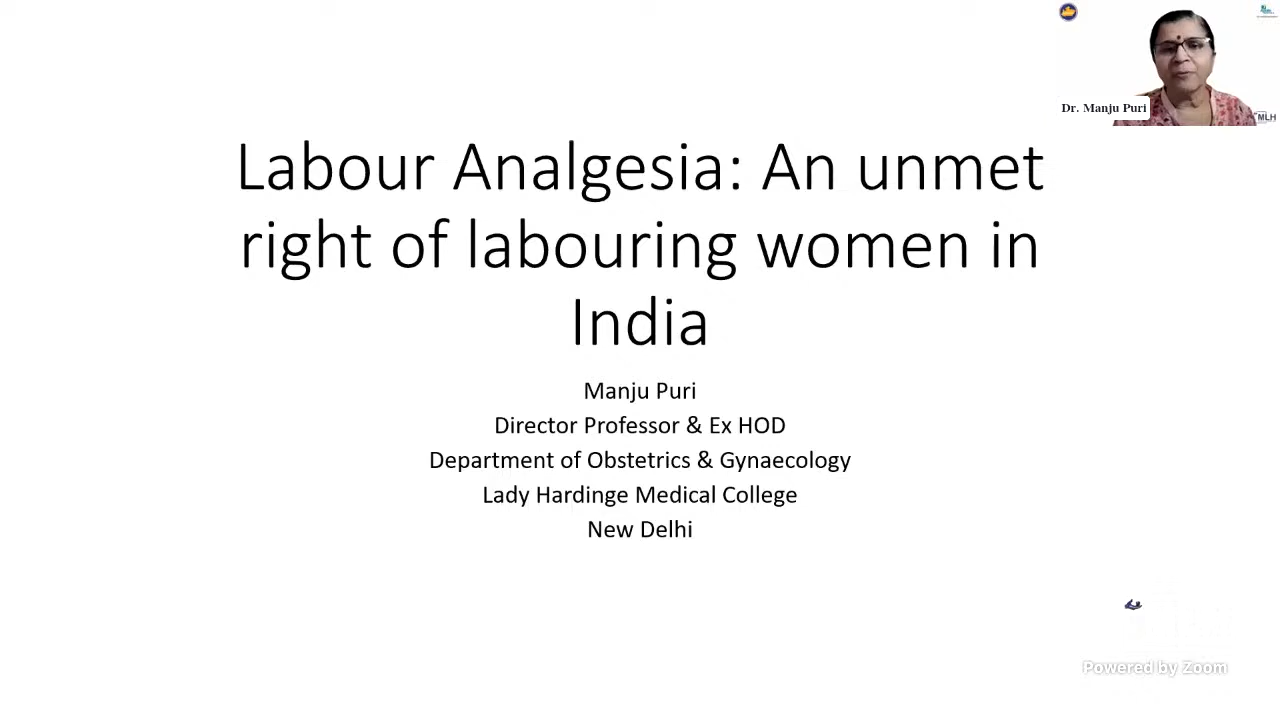 Dr. Manju Puri
MLH
Labour Analgesia: An unmet
right of labouring women in
India
Manju Puri
Director Professor & Ex HOD
Department of Obstetrics & Gynaecology
Lady Hardinge Medical College
New Delhi
Powered by Zoom